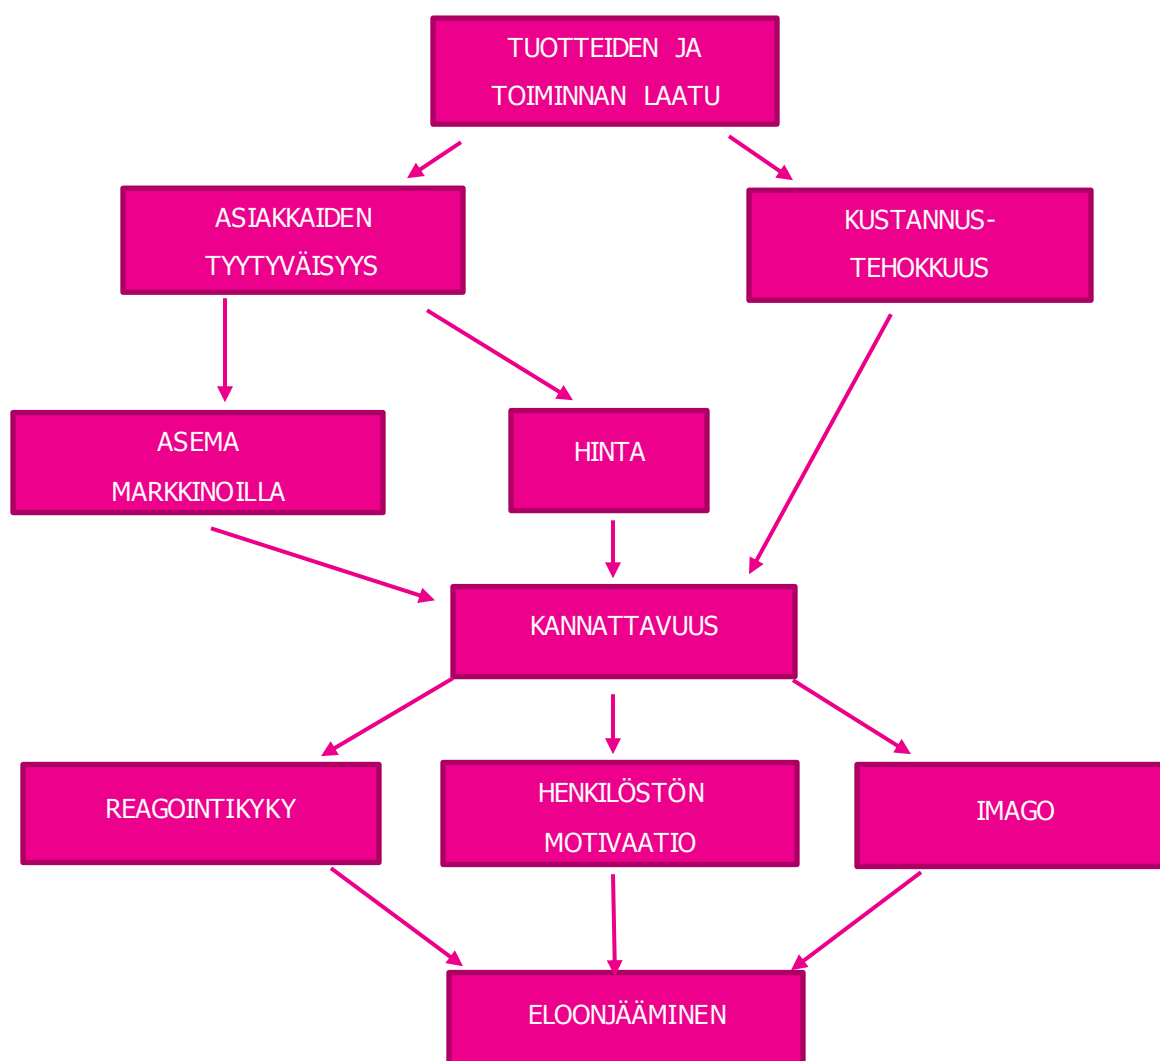 TUOTTEIDEN JA
TOIMINNAN LAATU
ASIAKKAIDEN
TYYTYVÄISYYS
KUSTANNUS-
TEHOKKUUS
ASEMA
MARKKINOILLA
HINTA
KANNATTAVUUS
REAGOINTIKYKY
HENKILÖSTÖN
MOTIVAATIO
IMAGO
ELOONJÄÄMINEN